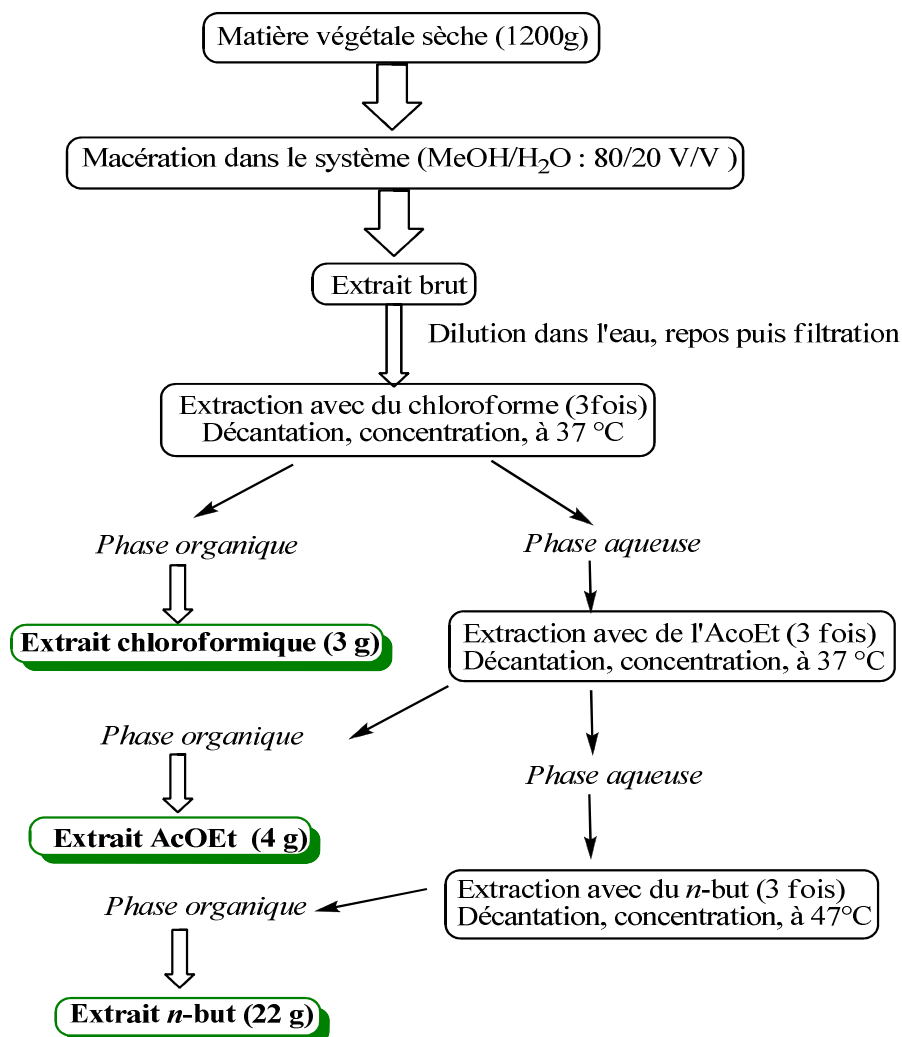 Matière végétale sèche (1200g)
Macération dans le système (MeOH/H₂O : 80/20 V/V )
Extrait brut
Dilution dans l'eau, repos puis filtration
Extraction avec du chloroforme (3fois)
Décantation, concentration, à 37 °C
Phase organique
Phase aqueuse
Extrait chloroformique (3 g)
Extraction avec de l'AcoEt (3 fois)
Décantation, concentration, à 37 °C
Phase organique
Phase aqueuse
Extrait AcOEt (4 g)
Extraction avec du n-but (3 fois)
Décantation, concentration, à 47°C
Phase organique
Extrait n-but (22 g)